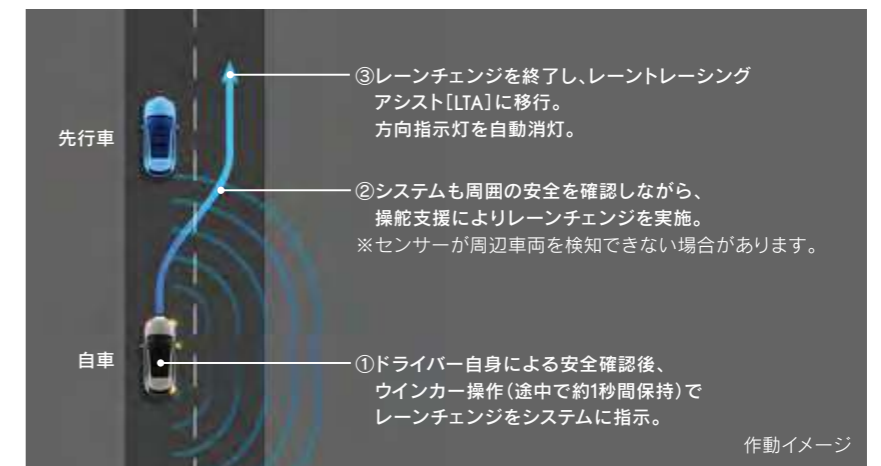 ③レーンチェンジを終了し、レーントレーシング
アシスト[LTA]に移行。
方向指示灯を自動消灯。
先行車
②システムも周囲の安全を確認しながら、
操舵支援によりレーンチェンジを実施。
※センサーが周辺車両を検知できない場合があります。
自車
①ドライバー自身による安全確認後、
ウインカー操作(途中で約1秒間保持)で
レーンチェンジをシステムに指示。
作動イメージ